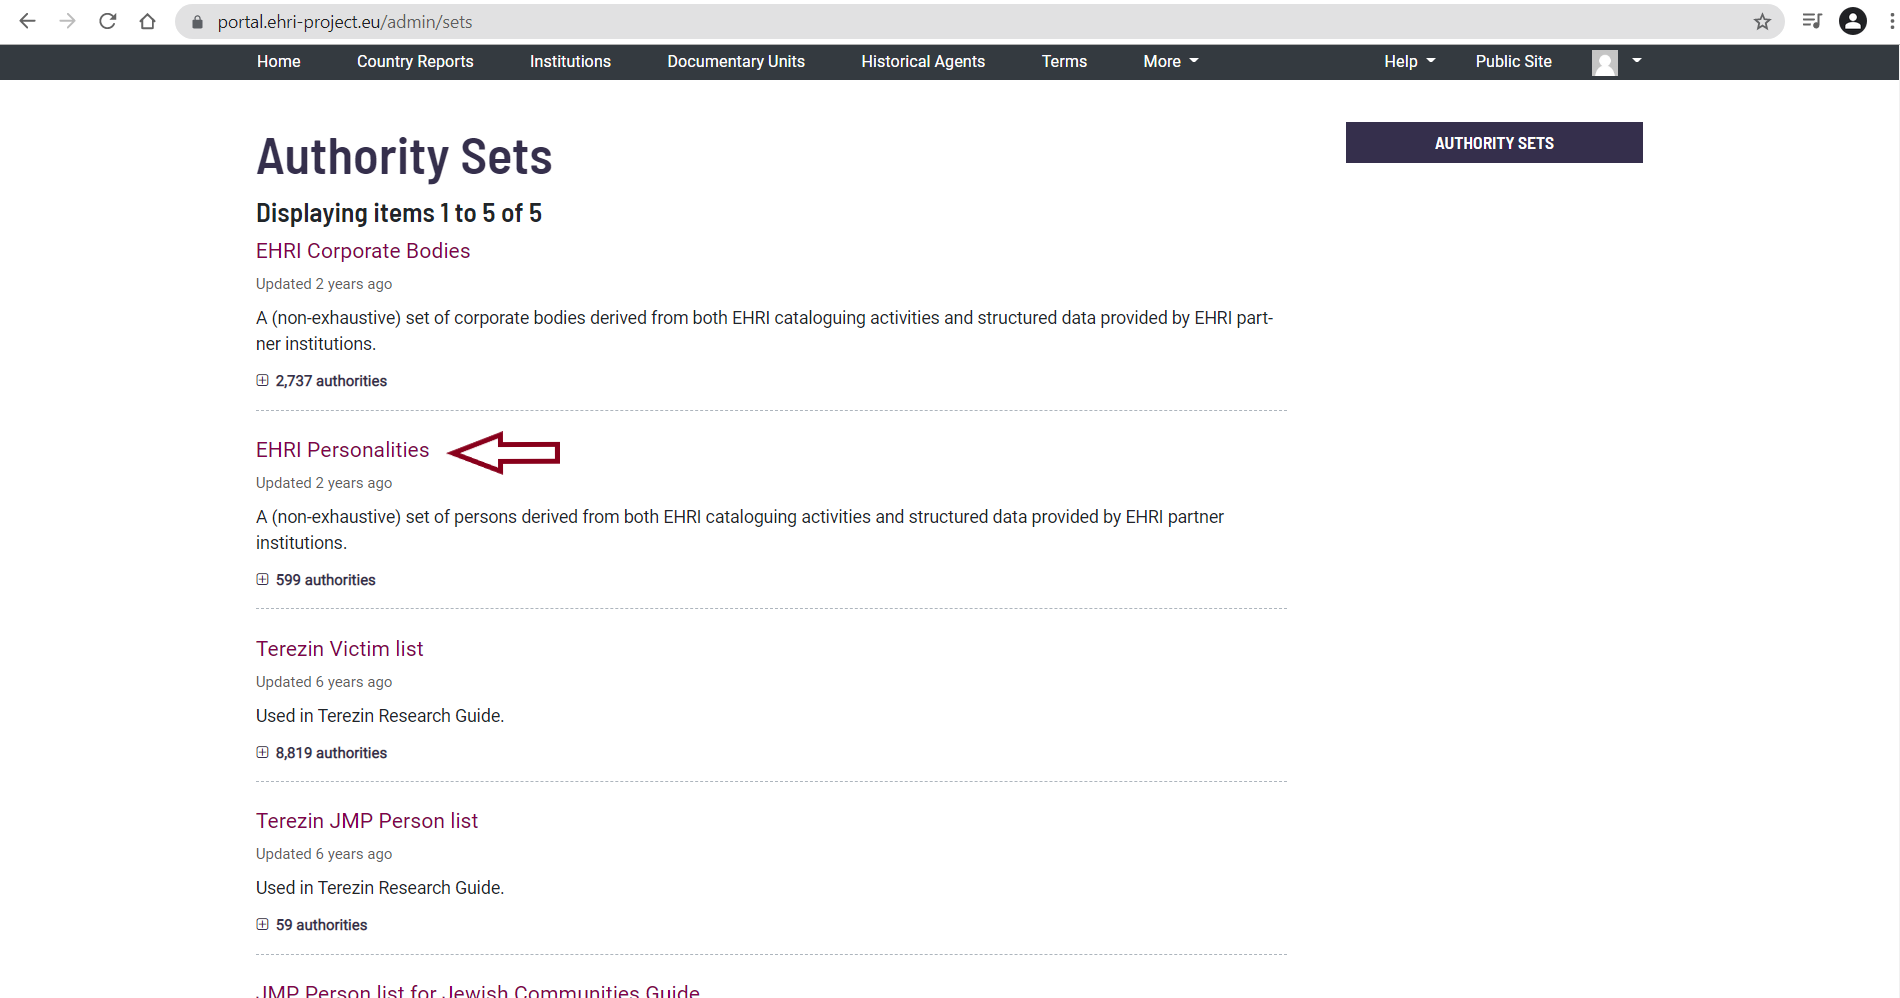 portal.ehri-project.eu/admin/sets
Home Country Reports Institutions Documentary Units Historical Agents Terms More Help Public Site
Authority Sets
AUTHORITY SETS
Displaying items 1 to 5 of 5
EHRI Corporate Bodies
Updated 2 years ago
A (non-exhaustive) set of corporate bodies derived from both EHRI cataloguing activities and structured data provided by EHRI part-
ner institutions.
2,737 authorities
EHRI Personalities
Updated 2 years ago
A (non-exhaustive) set of persons derived from both EHRI cataloguing activities and structured data provided by EHRI partner
institutions.
599 authorities
Terezin Victim list
Updated 6 years ago
Used in Terezin Research Guide.
8,819 authorities
Terezin JMP Person list
Updated 6 years ago
Used in Terezin Research Guide.
59 authorities
JMP Person list for Jewish Communities Guide